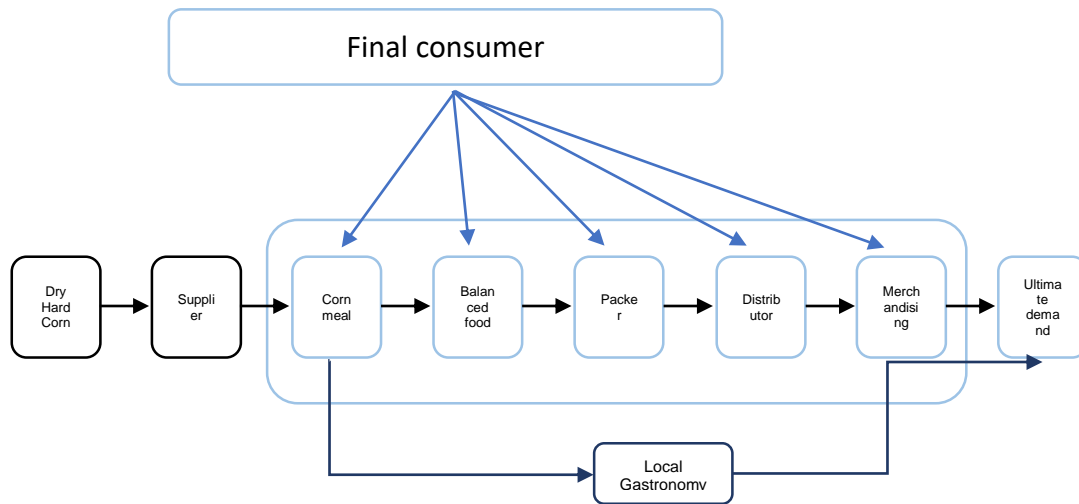 Final consumer
Dry
Hard
Corn
Suppli
er
Corn
meal
Balan
ced
food
Packe
r
Distrib
utor
Merch
andisi
ng
Ultima
te
dema
nd
Local
Gastronomy